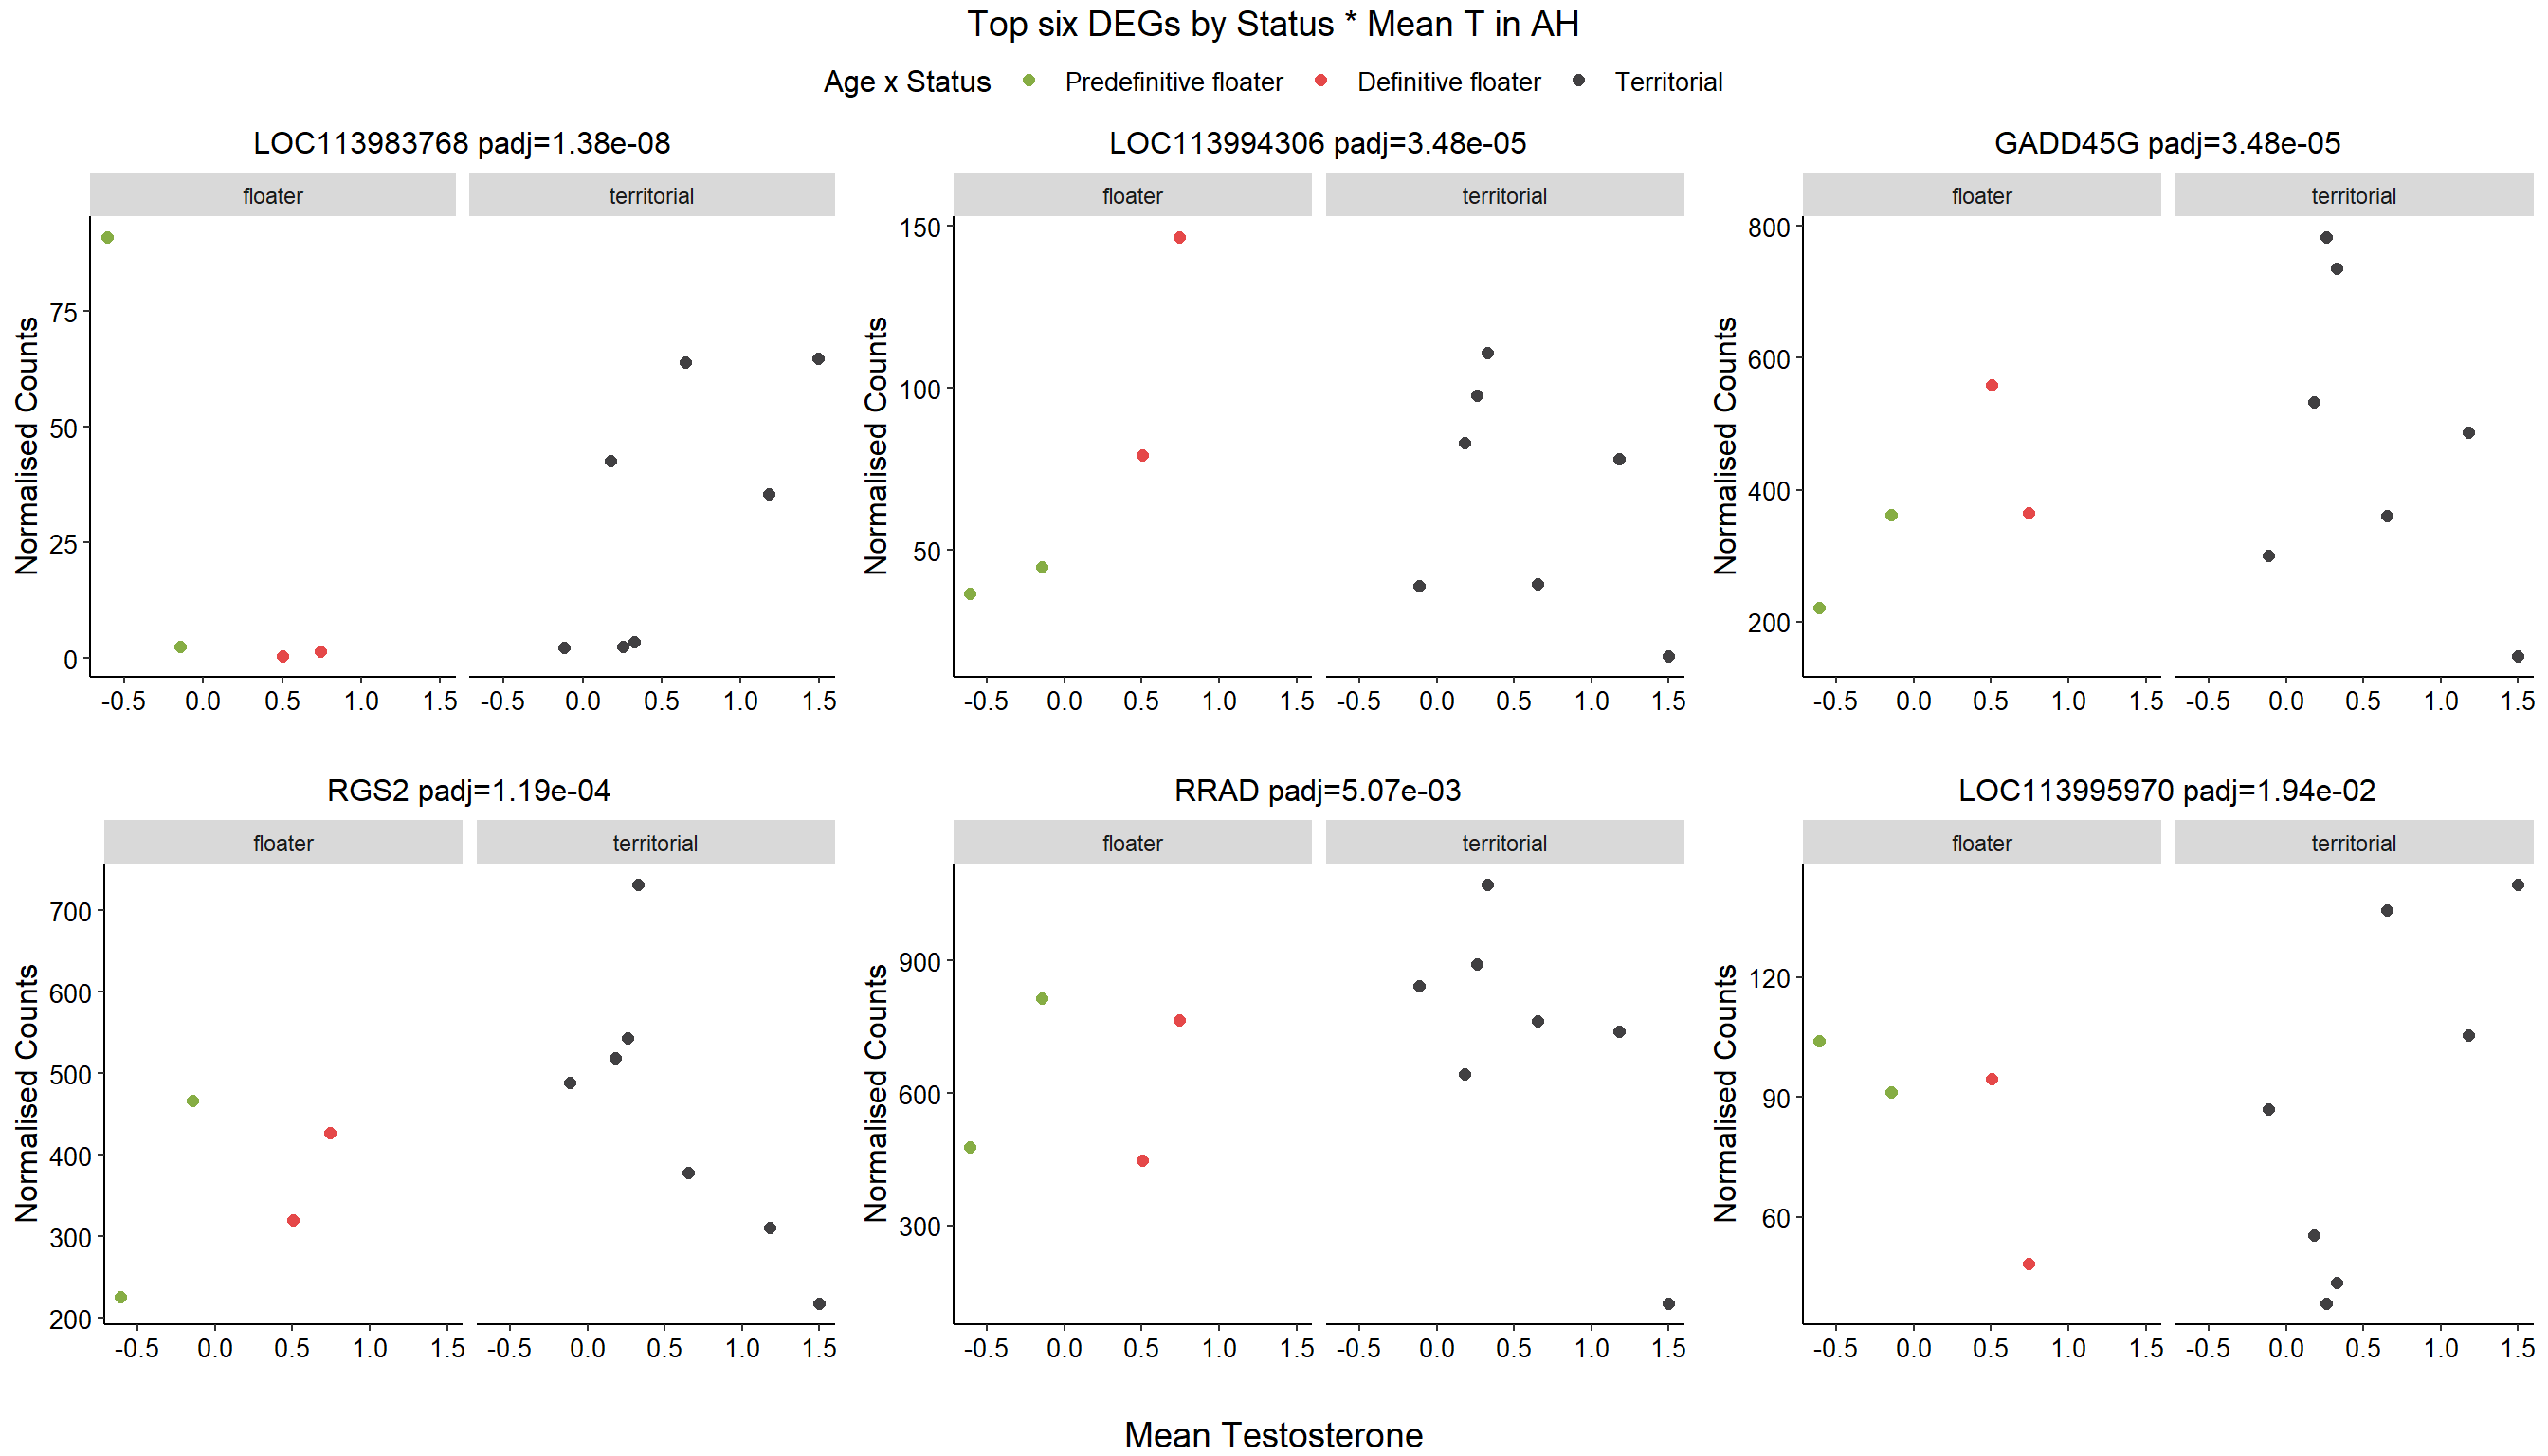 Top six DEGs by Status * Mean T in AH
Age x Status Predefinitive floater Definitive floater Territorial
LOC113983768 padj=1.38e-08
floater territorial
Normalised Counts
75
50
25
0
-0.5 0.0 0.5 1.0 1.5 -0.5 0.0 0.5 1.0 1.5
LOC113994306 padj=3.48e-05
floater territorial
Normalised Counts
150
100
50
-0.5 0.0 0.5 1.0 1.5 -0.5 0.0 0.5 1.0 1.5
GADD45G padj=3.48e-05
floater territorial
Normalised Counts
800
600
400
200
-0.5 0.0 0.5 1.0 1.5 -0.5 0.0 0.5 1.0 1.5
RGS2 padj=1.19e-04
floater territorial
Normalised Counts
700
600
500
400
300
200
-0.5 0.0 0.5 1.0 1.5 -0.5 0.0 0.5 1.0 1.5
RRAD padj=5.07e-03
floater territorial
Normalised Counts
900
600
300
-0.5 0.0 0.5 1.0 1.5 -0.5 0.0 0.5 1.0 1.5
LOC113995970 padj=1.94e-02
floater territorial
Normalised Counts
120
90
60
-0.5 0.0 0.5 1.0 1.5 -0.5 0.0 0.5 1.0 1.5
Mean Testosterone